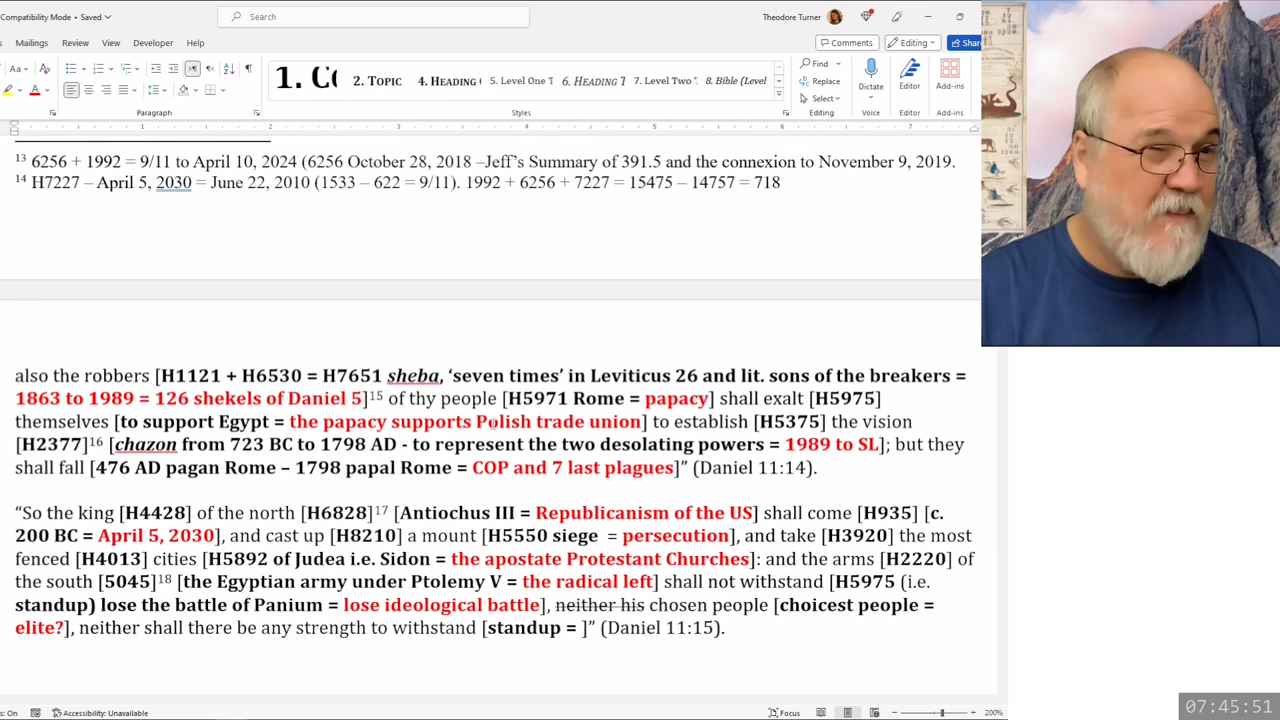 Compatibility Mode • Saved
Search
Theodore Turner
Mailings Review View Developer Help
Comments Editing Shar
Aa
1. Cc 2. Topic 4. Heading 5. Level One T 6. Heading T 7. Level Two 8. Bible (Level
Find
Replace
Select
Dictate Editor Add-ins
Paragraph Styles Editing Voice Editor Add-ins
1 2 3 4 5 6 7
13 6256 + 1992 = 9/11 to April 10, 2024 (6256 October 28, 2018 –Jeff's Summary of 391.5 and the connexion to November 9, 2019.
14 H7227 – April 5, 2030 = June 22, 2010 (1533 – 622 = 9/11). 1992 + 6256 + 7227 = 15475 – 14757 = 718
also the robbers [H1121 + H6530 = H7651 sheba, ‘seven times’ in Leviticus 26 and lit. sons of the breakers =
1863 to 1989 = 126 shekels of Daniel 5]15 of thy people [H5971 Rome = papacy] shall exalt [H5975]
themselves [to support Egypt = the papacy supports Polish trade union] to establish [H5375] the vision
[H2377]16 [chazon from 723 BC to 1798 AD - to represent the two desolating powers = 1989 to SL]; but they
shall fall [476 AD pagan Rome – 1798 papal Rome = COP and 7 last plagues]” (Daniel 11:14).
“So the king [H4428] of the north [H6828]17 [Antiochus III = Republicanism of the US] shall come [H935] [c.
200 BC = April 5, 2030], and cast up [H8210] a mount [H5550 siege = persecution], and take [H3920] the most
fenced [H4013] cities [H5892 of Judea i.e. Sidon = the apostate Protestant Churches]: and the arms [H2220] of
the south [5045]18 [the Egyptian army under Ptolemy V = the radical left] shall not withstand [H5975 (i.e.
standup) lose the battle of Panium = lose ideological battle], neither his chosen people [choicest people =
elite?], neither shall there be any strength to withstand [standup = ]” (Daniel 11:15).
s: On Accessibility: Unavailable Focus 200%
07:45:51